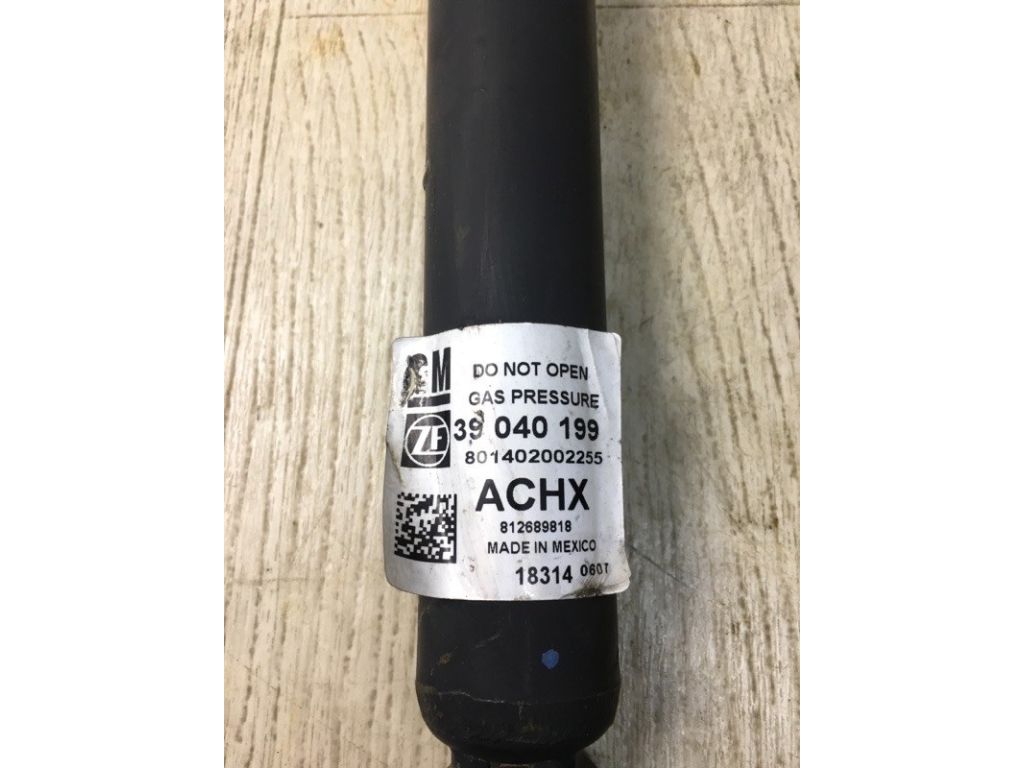 GM
DO NOT OPEN
GAS PRESSURE
ZF
39 040 199
801402002255
ACHX
812689818
MADE IN MEXICO
18314 0607